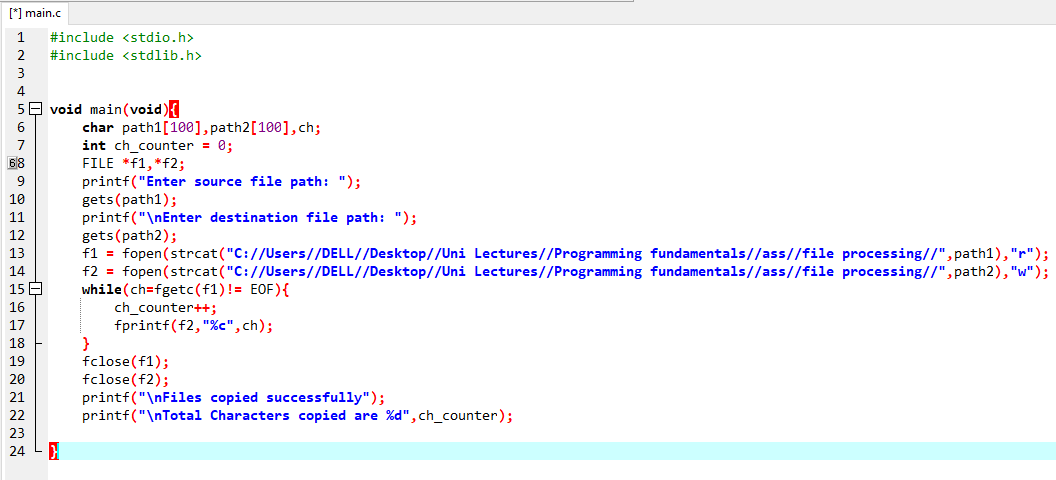 [*] main.c
1 #include <stdio.h>
2 #include <stdlib.h>
3
4
5 void main(void){
6 char path1[100],path2[100],ch;
7 int ch_counter = 0;
68 FILE *f1,*f2;
9 printf("Enter source file path: ");
10 gets(path1);
11 printf("\nEnter destination file path: ");
12 gets(path2);
13 f1 = fopen(strcat("C://Users//DELL//Desktop//Uni Lectures//Programming fundamentals//ass//file processing//",path1),"r");
14 f2 = fopen(strcat("C://Users//DELL//Desktop//Uni Lectures//Programming fundamentals//ass//file processing//",path2),"w");
15 while(ch=fgetc(f1)!= EOF){
16 ch_counter++;
17 fprintf(f2,"%c",ch);
18 }
19 fclose(f1);
20 fclose(f2);
21 printf("\nFiles copied successfully");
22 printf("\nTotal Characters copied are %d",ch_counter);
23
24 }